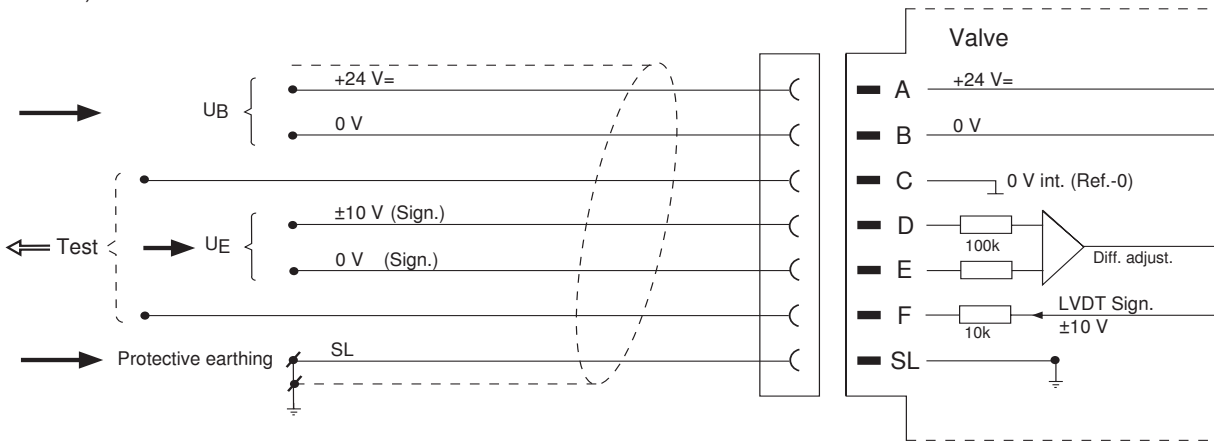 Valve
UB
+24 V=
A
+24 V=
0 V
B
0 V
C
0 V int. (Ref.-0)
Test
UE
±10 V (Sign.)
D
100k
0 V (Sign.)
E
Diff. adjust.
F
10k
LVDT Sign.
±10 V
Protective earthing
SL
SL